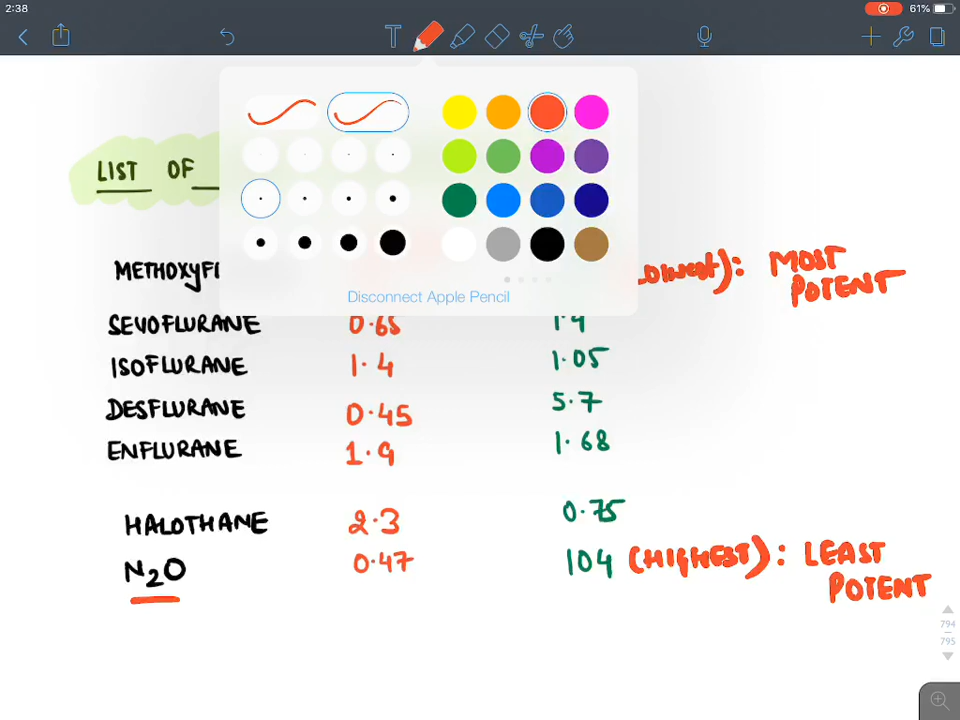 2:38 61%
T
LIST OF
Disconnect Apple Pencil
LOWEST): MOST
POTENT
SEVOFLURANE 0.65 1.4
ISOFLURANE 1.4 1.05
DESFLURANE 0.45 5.7
ENFLURANE 1.9 1.68
HALOTHANE 2.3 0.75
N2O 0.47 104 (HIGHEST): LEAST
POTENT
794
795